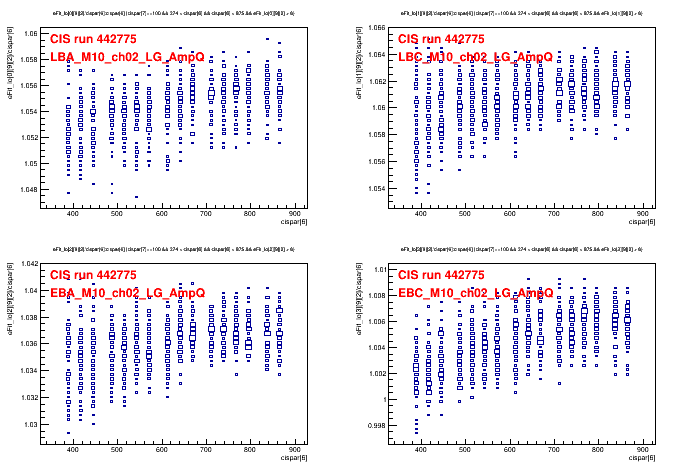 CIS run 442775
LBA_M10_ch02_LG_AmpQ
1.06
1.058
1.056
1.054
1.052
1.05
1.048
400 500 600 700 800 900
cispar[6]
CIS run 442775
LBC_M10_ch02_LG_AmpQ
1.066
1.064
1.062
1.06
1.058
1.056
1.054
400 500 600 700 800 900
cispar[6]
CIS run 442775
EBA_M10_ch02_LG_AmpQ
1.042
1.04
1.038
1.036
1.034
1.032
1.03
400 500 600 700 800 900
cispar[6]
CIS run 442775
EBC_M10_ch02_LG_AmpQ
1.01
1.008
1.006
1.004
1.002
1
0.998
400 500 600 700 800 900
cispar[6]